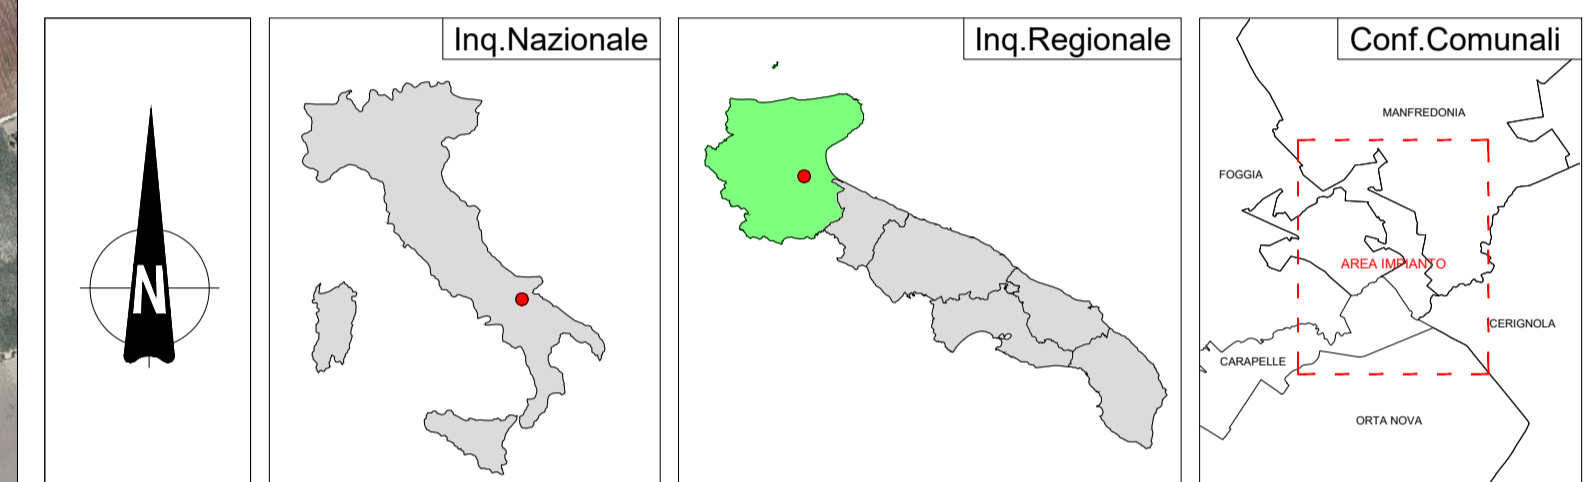 N
Inq.Nazionale
Inq.Regionale
Conf.Comunali
MANFREDONIA
FOGGIA
AREA IMPIANTO
CERIGNOLA
CARAPELLE
ORTA NOVA